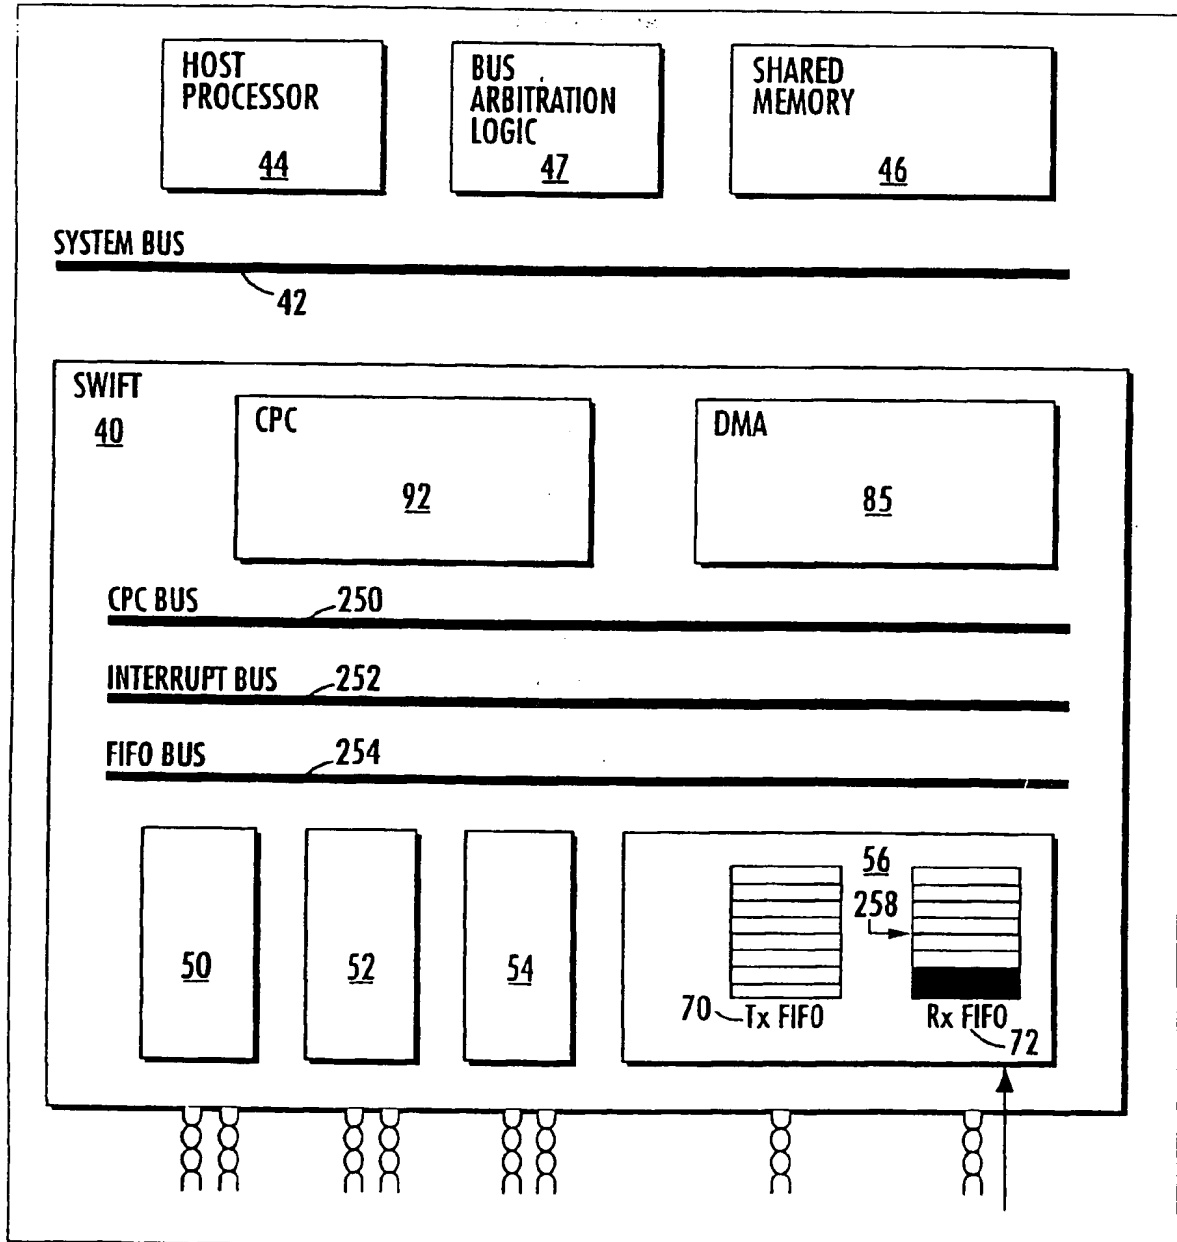 HOST
PROCESSOR
44
BUS
ARBITRATION
LOGIC
47
SHARED
MEMORY
46
SYSTEM BUS
42
SWIFT
40
CPC
92
DMA
85
CPC BUS
250
INTERRUPT BUS
252
FIFO BUS
254
50
52
54
56
258
70
Tx FIFO
Rx FIFO
72